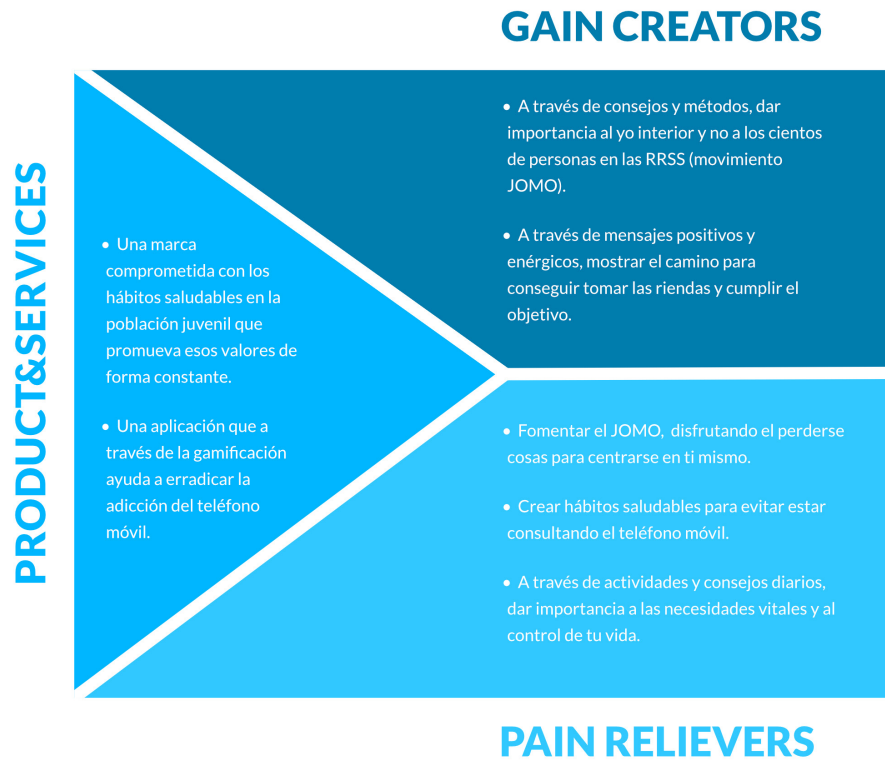 GAIN CREATORS
• A través de consejos y métodos, dar
importancia al yo interior y no a los cientos
de personas en las RRSS (movimiento
JOMO).
• A través de mensajes positivos y
enérgicos, mostrar el camino para
conseguir tomar las riendas y cumplir el
objetivo.
PRODUCT&SERVICES
• Una marca
comprometida con los
hábitos saludables en la
población juvenil que
promueva esos valores de
forma constante.
• Una aplicación que a
través de la gamificación
ayuda a erradicar la
adicción del teléfono
móvil.
• Fomentar el JOMO,  disfrutando el perderse
cosas para centrarse en ti mismo.
• Crear hábitos saludables para evitar estar
consultando el teléfono móvil.
• A través de actividades y consejos diarios,
dar importancia a las necesidades vitales y al
control de tu vida.
PAIN RELIEVERS